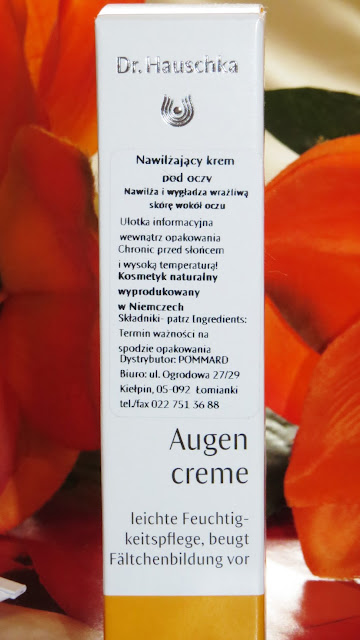 Dr. Hauschka
Nawilżający krem
pod oczy
Nawilża i wygładza wrażliwą
skórę wokół oczu
Ulotka informacyjna
wewnątrz opakowania
Chronic przed słońcem
i wysoką temperaturą!
Kosmetyk naturalny
wyprodukowany
w Niemczech
Składniki- patrz Ingredients:
Termin ważności na
spodzie opakowania
Dystrybutor: POMMARD
Biuro: ul. Ogrodowa 27/29
Kiełpin, 05-092 Łomianki
tel./fax 022 751 36 88
Augen
creme
leichte Feuchtig-
keitspflege, beugt
Fältchenbildung vor